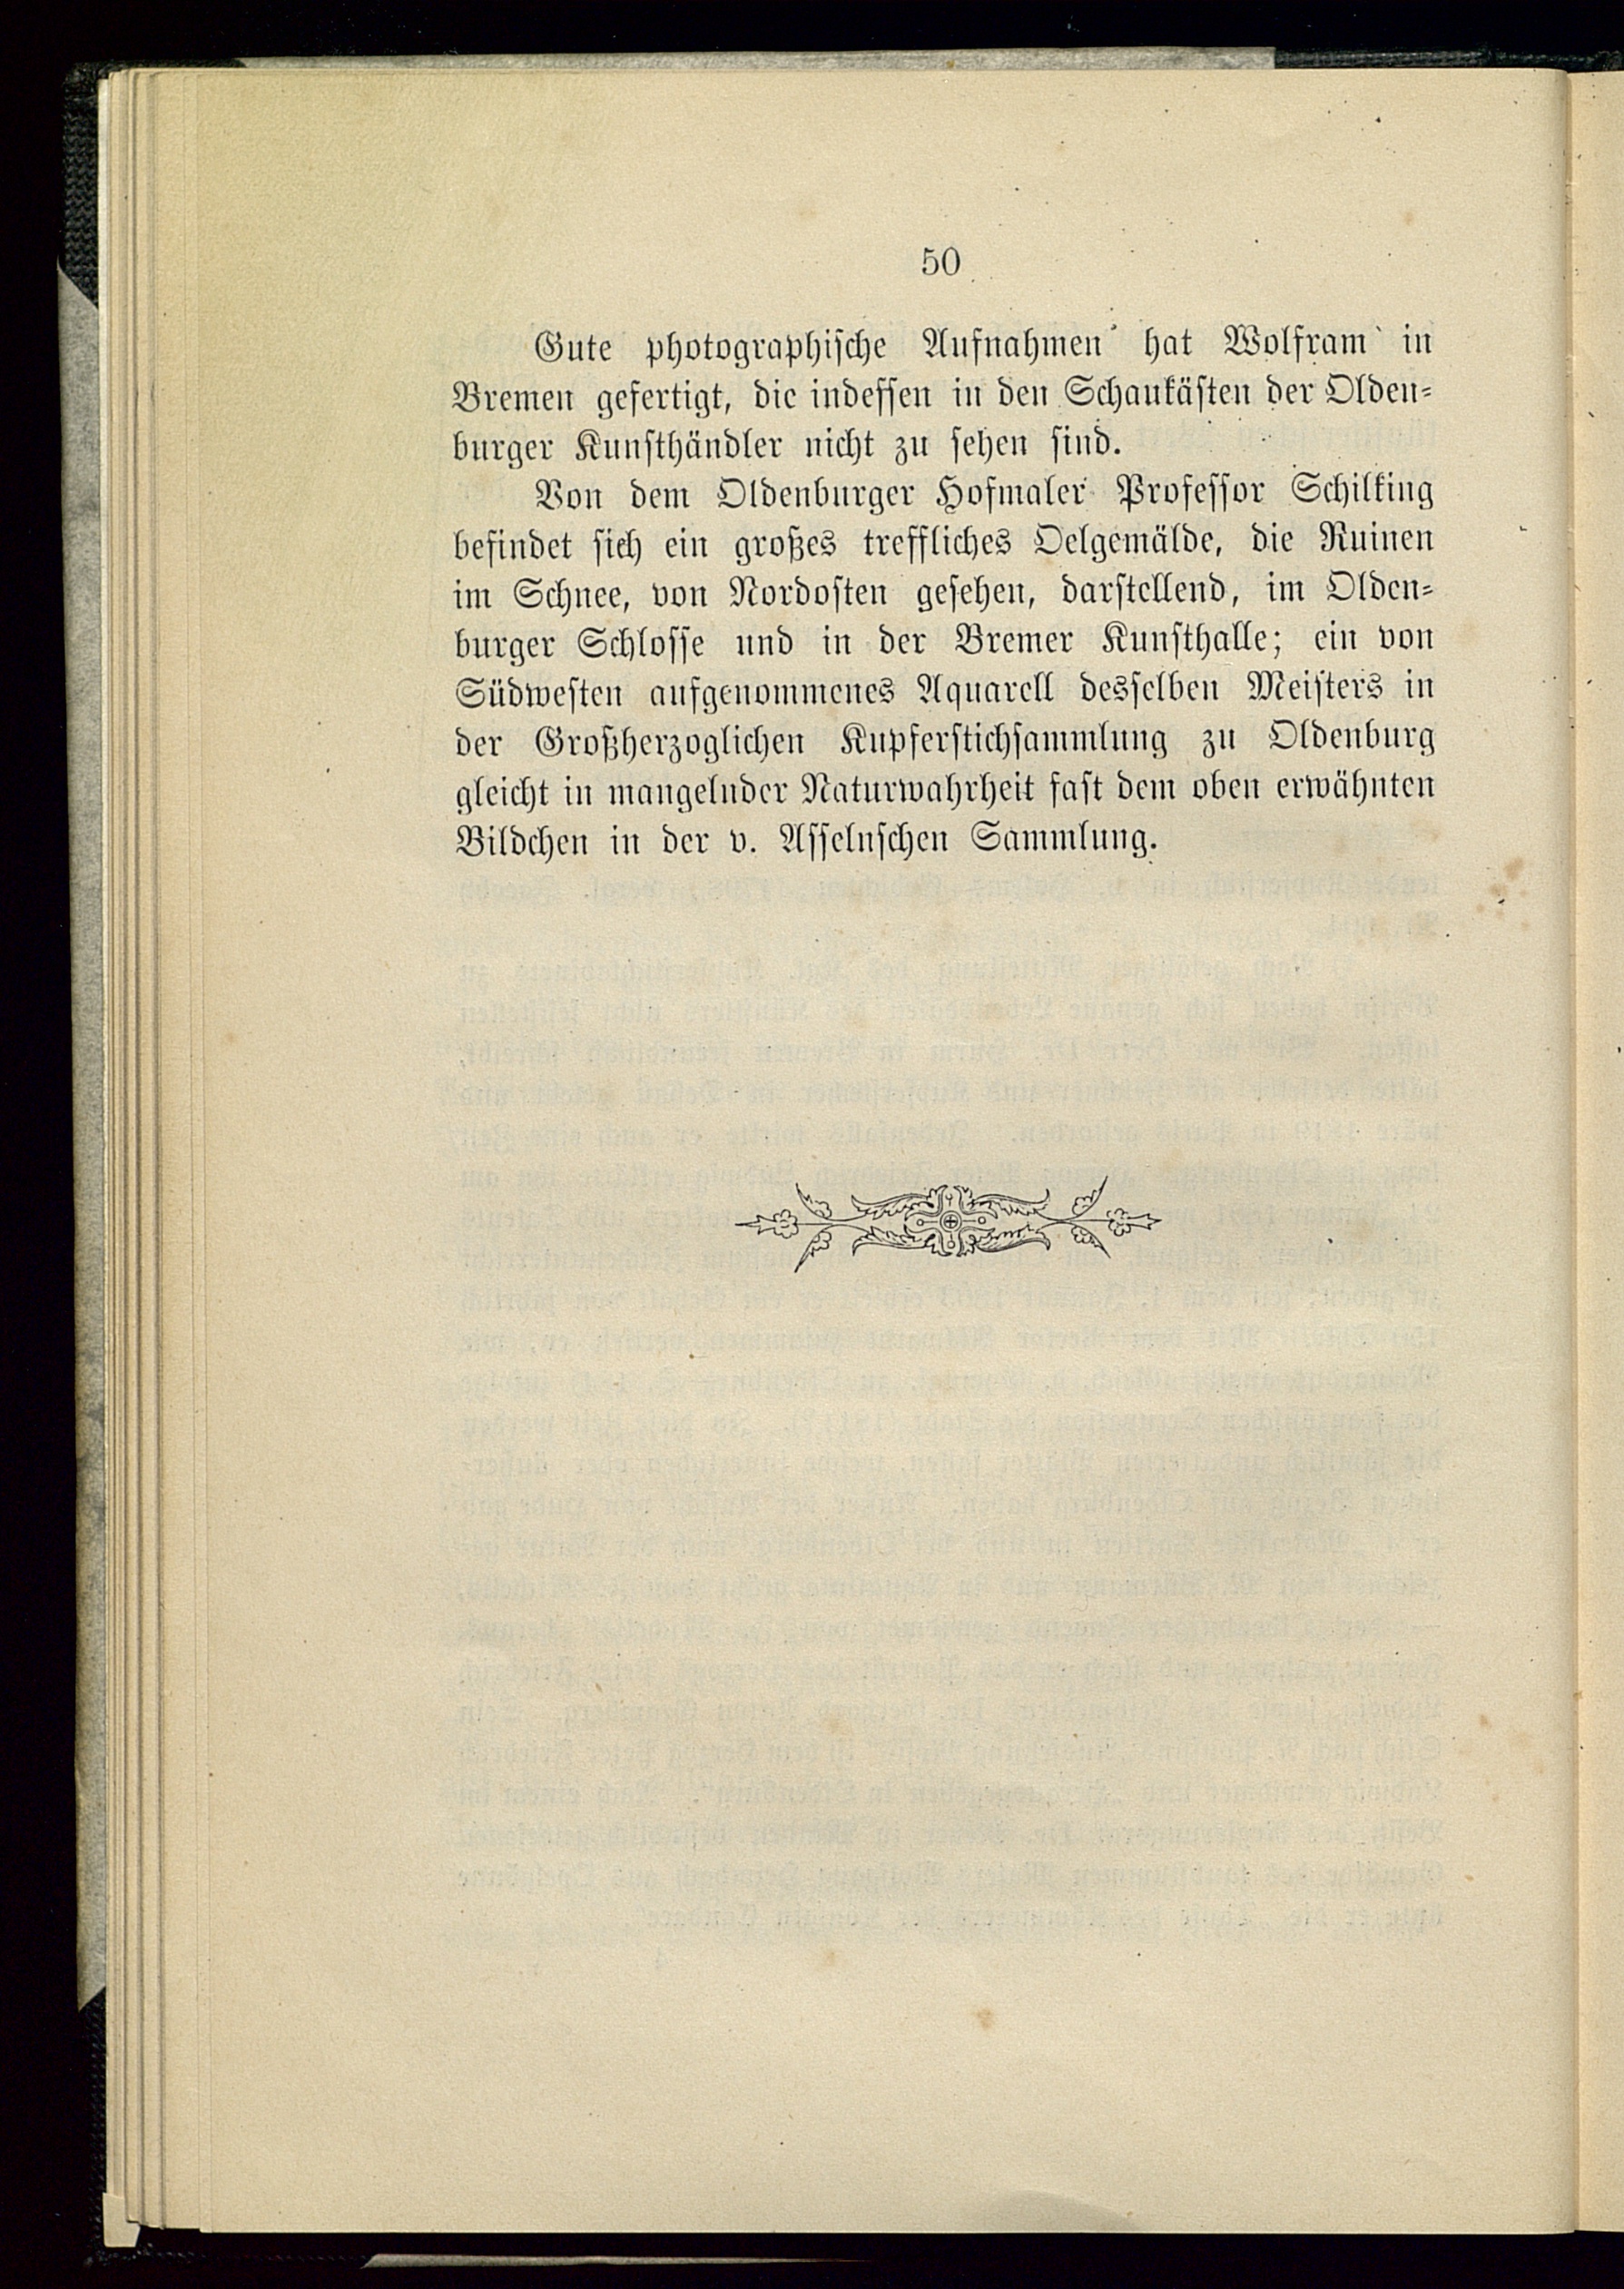 50
Gute photographische Aufnahmen hat Wolfram in
Bremen gefertigt, die indessen in den Schaukästen der Olden-
burger Kunsthändler nicht zu sehen sind.
Von dem Oldenburger Hofmaler Professor Schilking
befindet sich ein großes treffliches Oelgemälde, die Ruinen
im Schnee, von Nordosten gesehen, darstellend, im Olden-
burger Schlosse und in der Bremer Kunsthalle; ein von
Südwesten aufgenommenes Aquarell desselben Meisters in
der Großherzoglichen Kupferstichsammlung zu Oldenburg
gleicht in mangelnder Naturwahrheit fast dem oben erwähnten
Bildchen in der v. Asselnschen Sammlung.